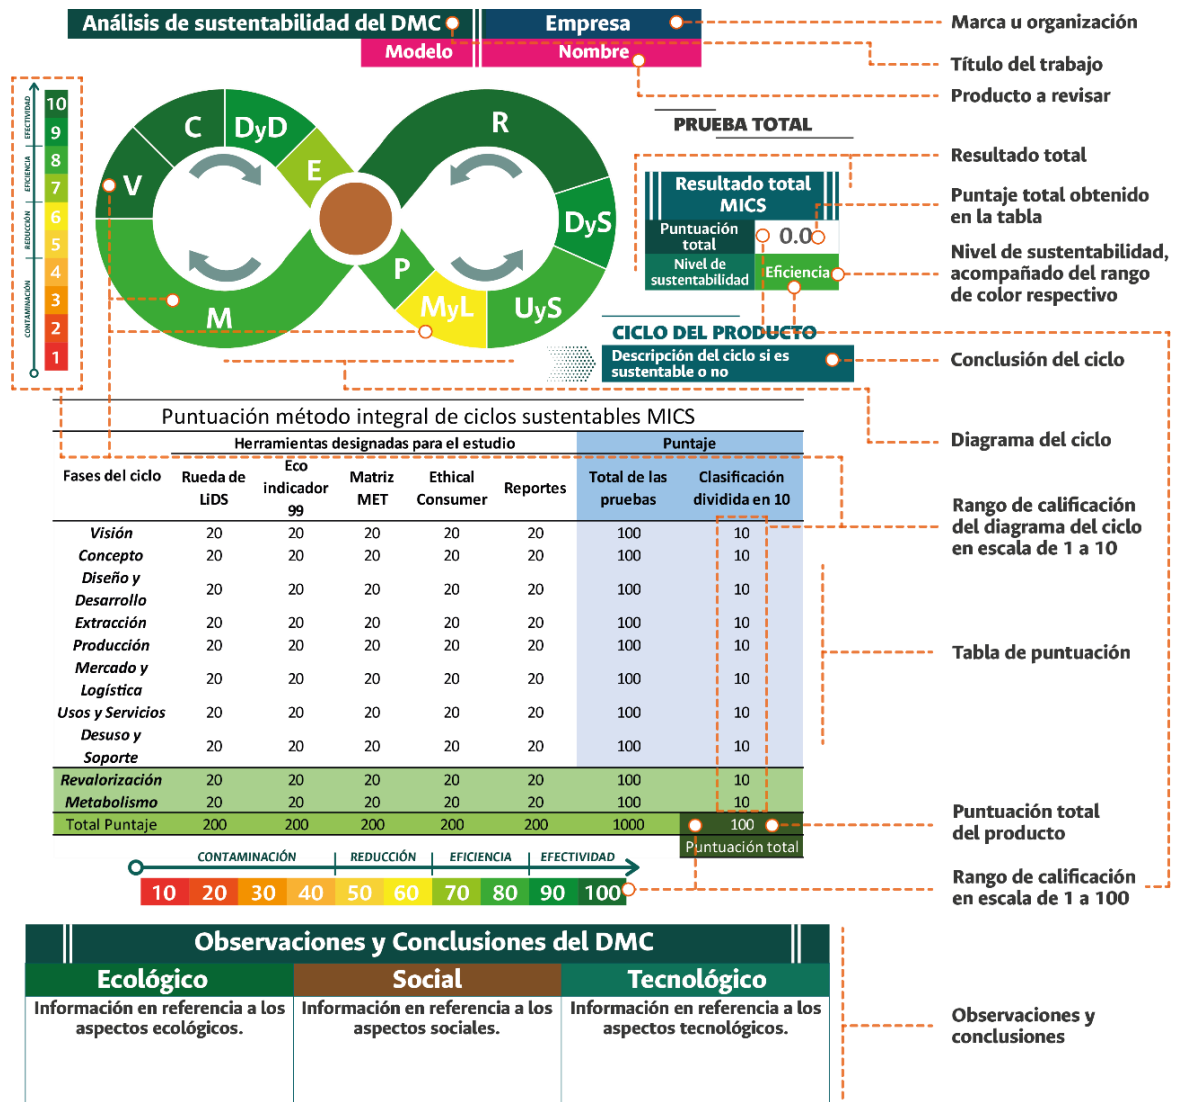 Análisis de sustentabilidad del DMC
Empresa
Modelo
Nombre
Marca u organización
Título del trabajo
Producto a revisar
EFECTIVIDAD
EFICIENCIA
REDUCCIÓN
CONTAMINACIÓN
10
9
8
7
6
5
4
3
2
1
V
C
DyD
E
R
DyS
UyS
MyL
P
M
PRUEBA TOTAL
Resultado total
MICS
Puntuación
total
0.0
Nivel de
sustentabilidad
Eficiencia
Resultado total
Puntaje total obtenido
en la tabla
Nivel de sustentabilidad,
acompañado del rango
de color respectivo
CICLO DEL PRODUCTO
Descripción del ciclo si es
sustentable o no
Conclusión del ciclo
Diagrama del ciclo
Puntuación método integral de ciclos sustentables MICS
Herramientas designadas para el estudio
Puntaje
Fases del ciclo
Rueda de
LiDS
Eco
indicador
99
Matriz
MET
Ethical
Consumer
Reportes
Total de las
pruebas
Clasificación
dividida en 10
Visión 20 20 20 20 20 100 10
Concepto 20 20 20 20 20 100 10
Diseño y
Desarrollo 20 20 20 20 20 100 10
Extracción 20 20 20 20 20 100 10
Producción 20 20 20 20 20 100 10
Mercado y
Logística 20 20 20 20 20 100 10
Usos y Servicios 20 20 20 20 20 100 10
Desuso y
Soporte 20 20 20 20 20 100 10
Revalorización 20 20 20 20 20 100 10
Metabolismo 20 20 20 20 20 100 10
Total Puntaje 200 200 200 200 200 1000 100
Puntuación total
Rango de calificación
del diagrama del ciclo
en escala de 1 a 10
Tabla de puntuación
Puntuación total
del producto
CONTAMINACIÓN
REDUCCIÓN
EFICIENCIA
EFECTIVIDAD
10 20 30 40 50 60 70 80 90 100
Rango de calificación
en escala de 1 a 100
Observaciones y Conclusiones del DMC
Ecológico
Social
Tecnológico
Información en referencia a los
aspectos ecológicos.
Información en referencia a los
aspectos sociales.
Información en referencia a los
aspectos tecnológicos.
Observaciones y
conclusiones